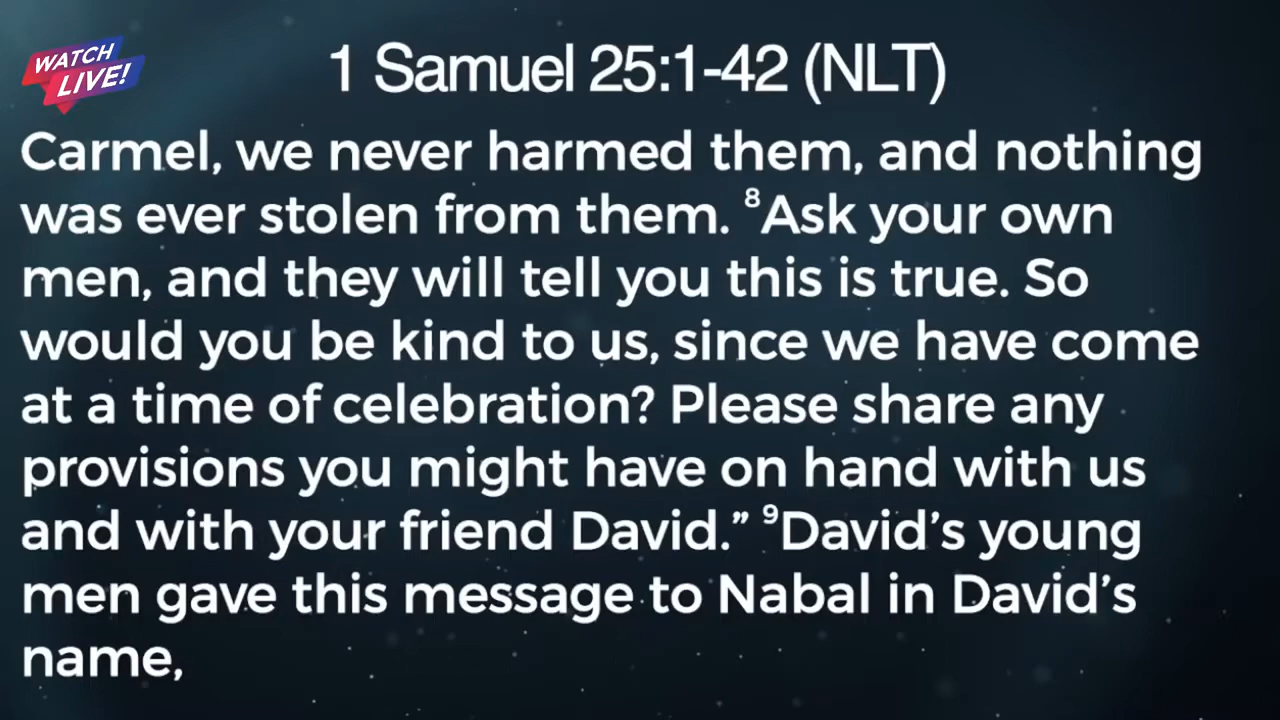 WATCH
LIVE!
1 Samuel 25:1-42 (NLT)
Carmel, we never harmed them, and nothing
was ever stolen from them. ⁸Ask your own
men, and they will tell you this is true. So
would you be kind to us, since we have come
at a time of celebration? Please share any
provisions you might have on hand with us
and with your friend David.” ⁹David’s young
men gave this message to Nabal in David’s
name,